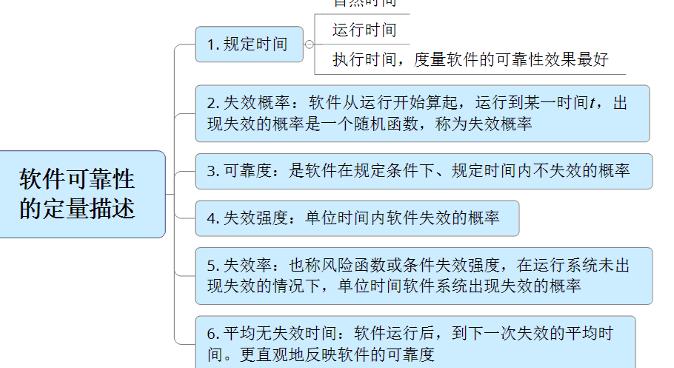 自然时间
1. 规定时间
运行时间
执行时间，度量软件的可靠性效果最好
2. 失效概率：软件从运行开始算起，运行到某一时间t，出
现失效的概率是一个随机函数，称为失效概率
软件可靠性
的定量描述
3. 可靠度：是软件在规定条件下、规定时间内不失效的概率
4. 失效强度：单位时间内软件失效的概率
5. 失效率：也称风险函数或条件失效强度，在运行系统未出
现失效的情况下，单位时间软件系统出现失效的概率
6. 平均无失效时间：软件运行后，到下一次失效的平均时
间。更直观地反映软件的可靠度